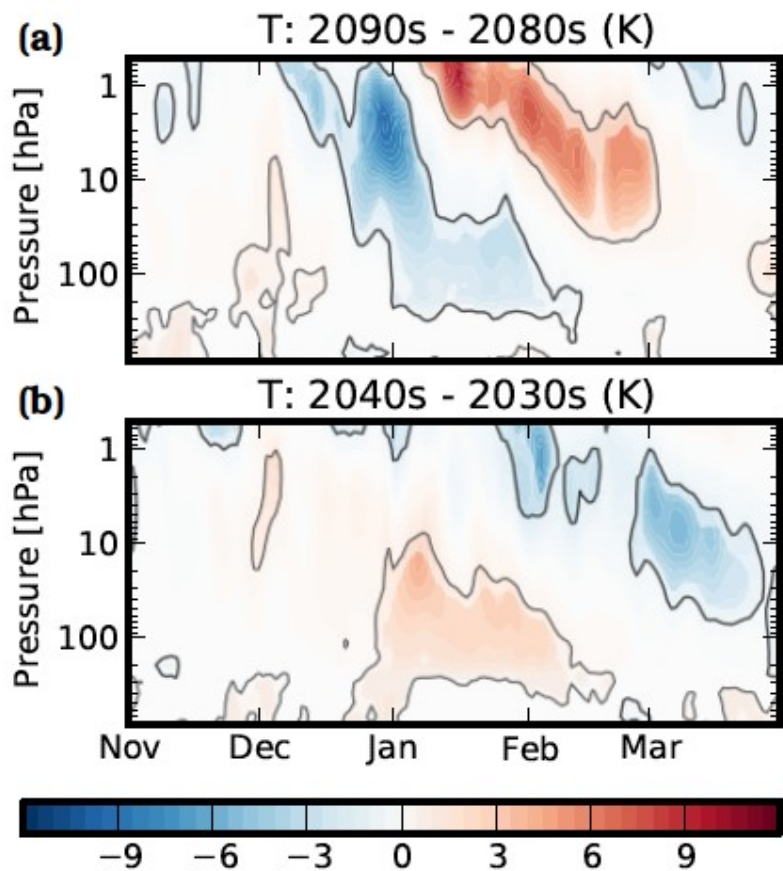 (a) T: 2090s - 2080s (K)
Pressure [hPa]
1
10
100
(b) T: 2040s - 2030s (K)
Pressure [hPa]
1
10
100
Nov Dec Jan Feb Mar
−9 −6 −3 0 3 6 9